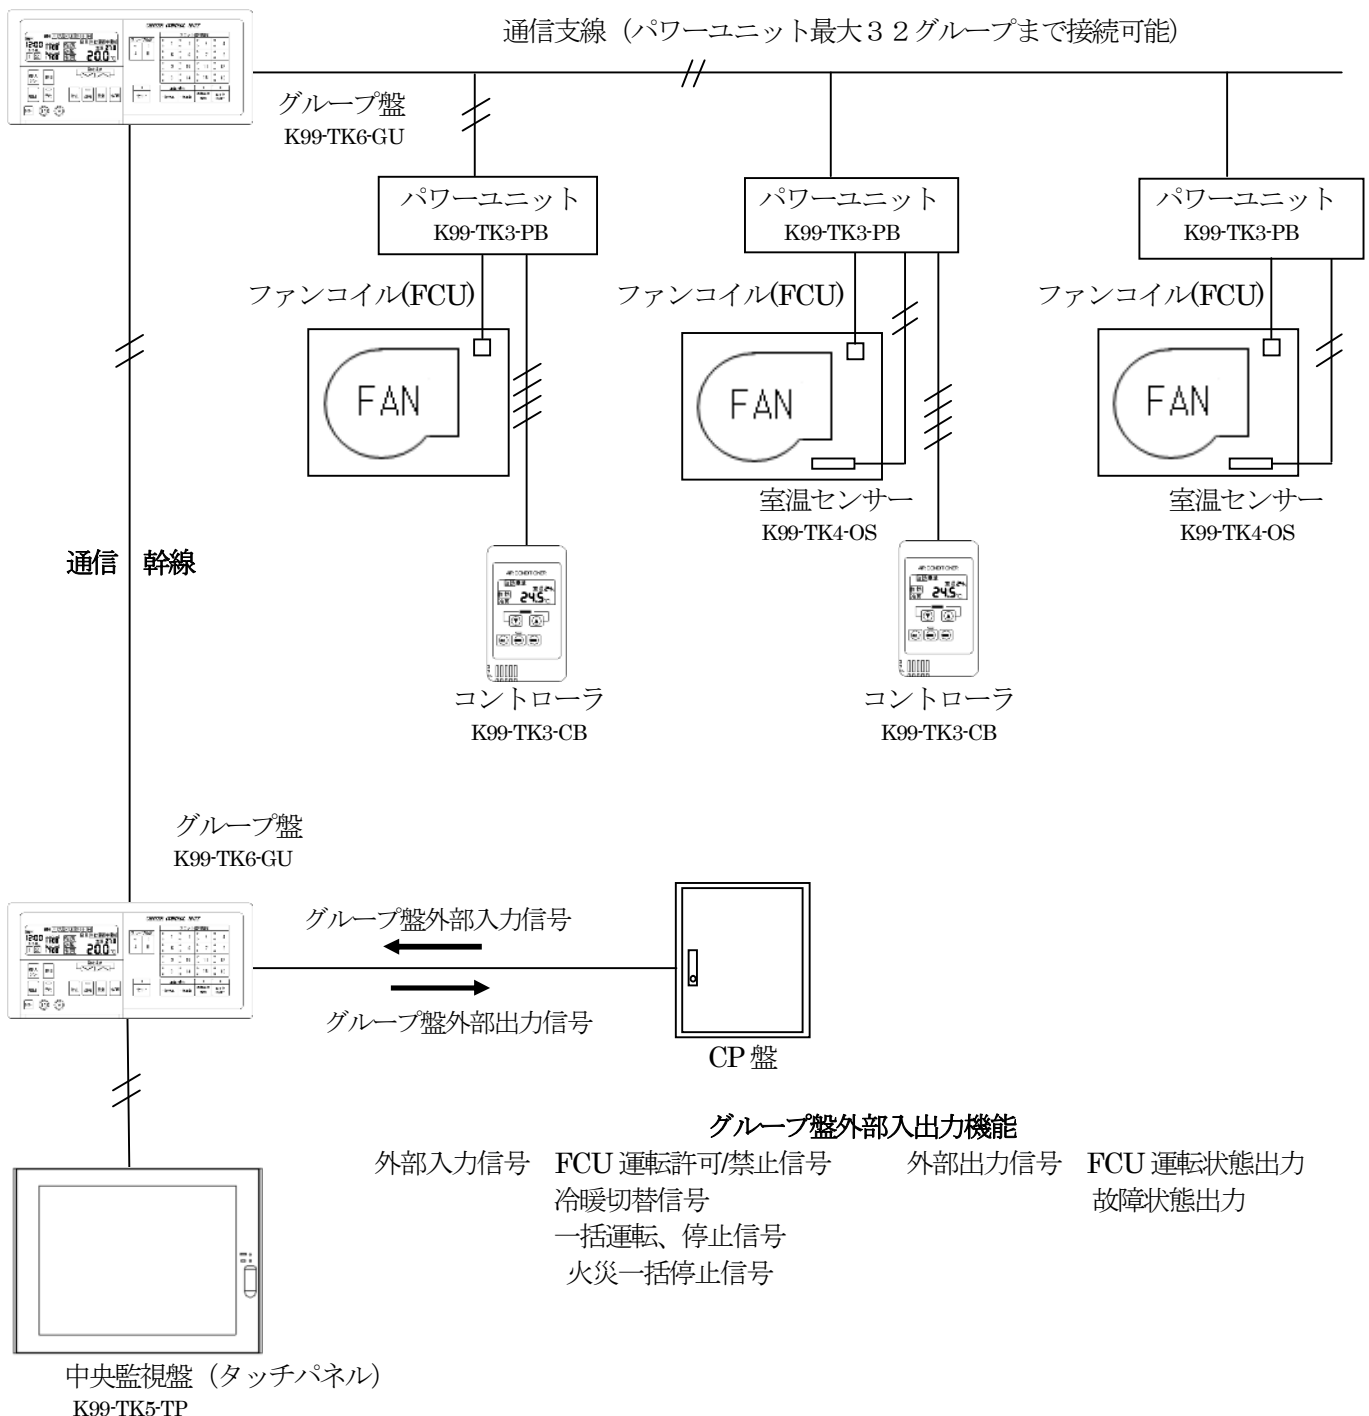 通信支線（パワーユニット最大３２グループまで接続可能）
グループ盤
K99-TK6-GU
パワーユニット
K99-TK3-PB
パワーユニット
K99-TK3-PB
パワーユニット
K99-TK3-PB
ファンコイル(FCU)
ファンコイル(FCU)
ファンコイル(FCU)
FAN
FAN
FAN
室温センサー
K99-TK4-OS
室温センサー
K99-TK4-OS
通信幹線
AIR CONDITIONER
24.5
AIR CONDITIONER
24.5
コントローラ
K99-TK3-CB
コントローラ
K99-TK3-CB
グループ盤
K99-TK6-GU
12:00
20.0
グループ盤外部入力信号
グループ盤外部出力信号
CP 盤
グループ盤外部入出力機能
外部入力信号 FCU 運転許可/禁止信号 外部出力信号 FCU 運転状態出力
冷暖切替信号 故障状態出力
一括運転、停止信号
火災一括停止信号
中央監視盤（タッチパネル）
K99-TK5-TP